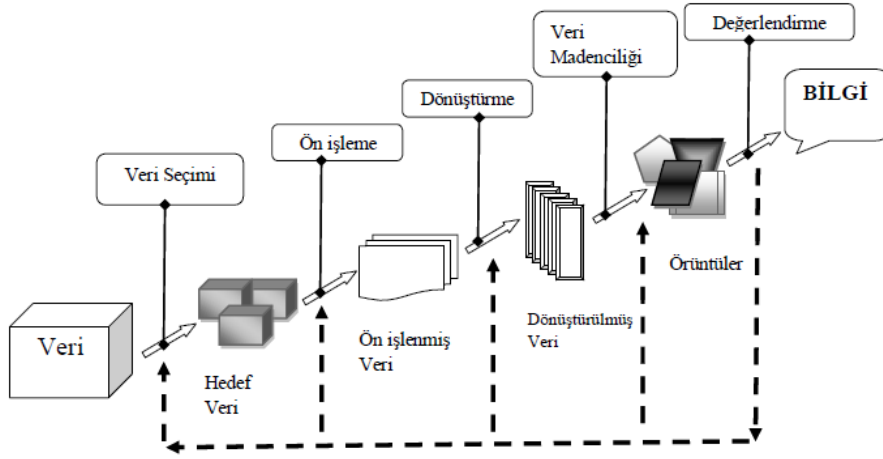 Değerlendirme
Veri
Madenciliği
BİLGİ
Dönüştürme
Ön işleme
Veri Seçimi
Örüntüler
Dönüştürülmüş
Veri
Ön işlenmiş
Veri
Veri
Hedef
Veri